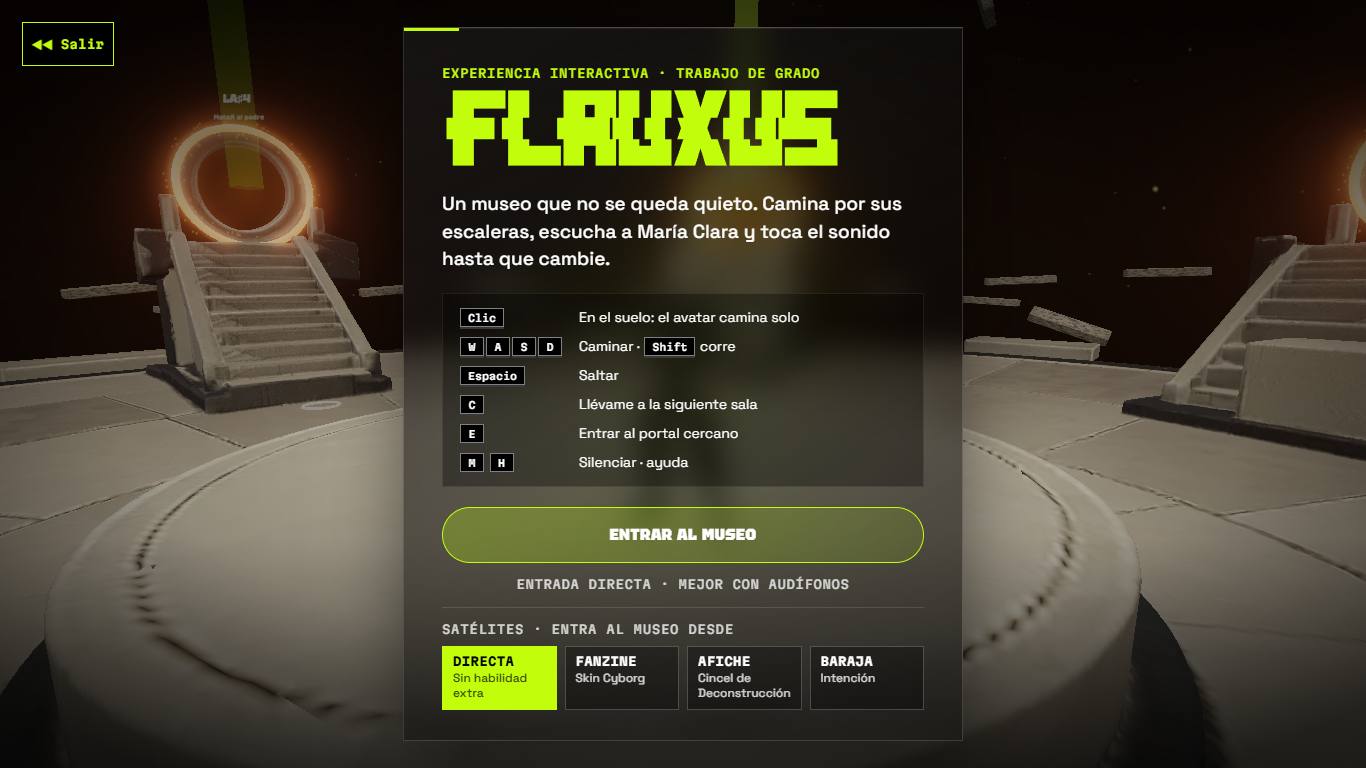 ◀◀ Salir
LA§4
EXPERIENCIA INTERACTIVA · TRABAJO DE GRADO
FLAUXUS
Un museo que no se queda quieto. Camina por sus
escaleras, escucha a María Clara y toca el sonido
hasta que cambie.
Clic En el suelo: el avatar camina solo
W A S D Caminar · Shift corre
Espacio Saltar
C Llévame a la siguiente sala
E Entrar al portal cercano
M H Silenciar · ayuda
ENTRAR AL MUSEO
ENTRADA DIRECTA · MEJOR CON AUDÍFONOS
SATÉLITES · ENTRA AL MUSEO DESDE
DIRECTA
Sin habilidad
extra
FANZINE
Skin Cyborg
AFICHE
Cincel de
Deconstrucción
BARAJA
Intención